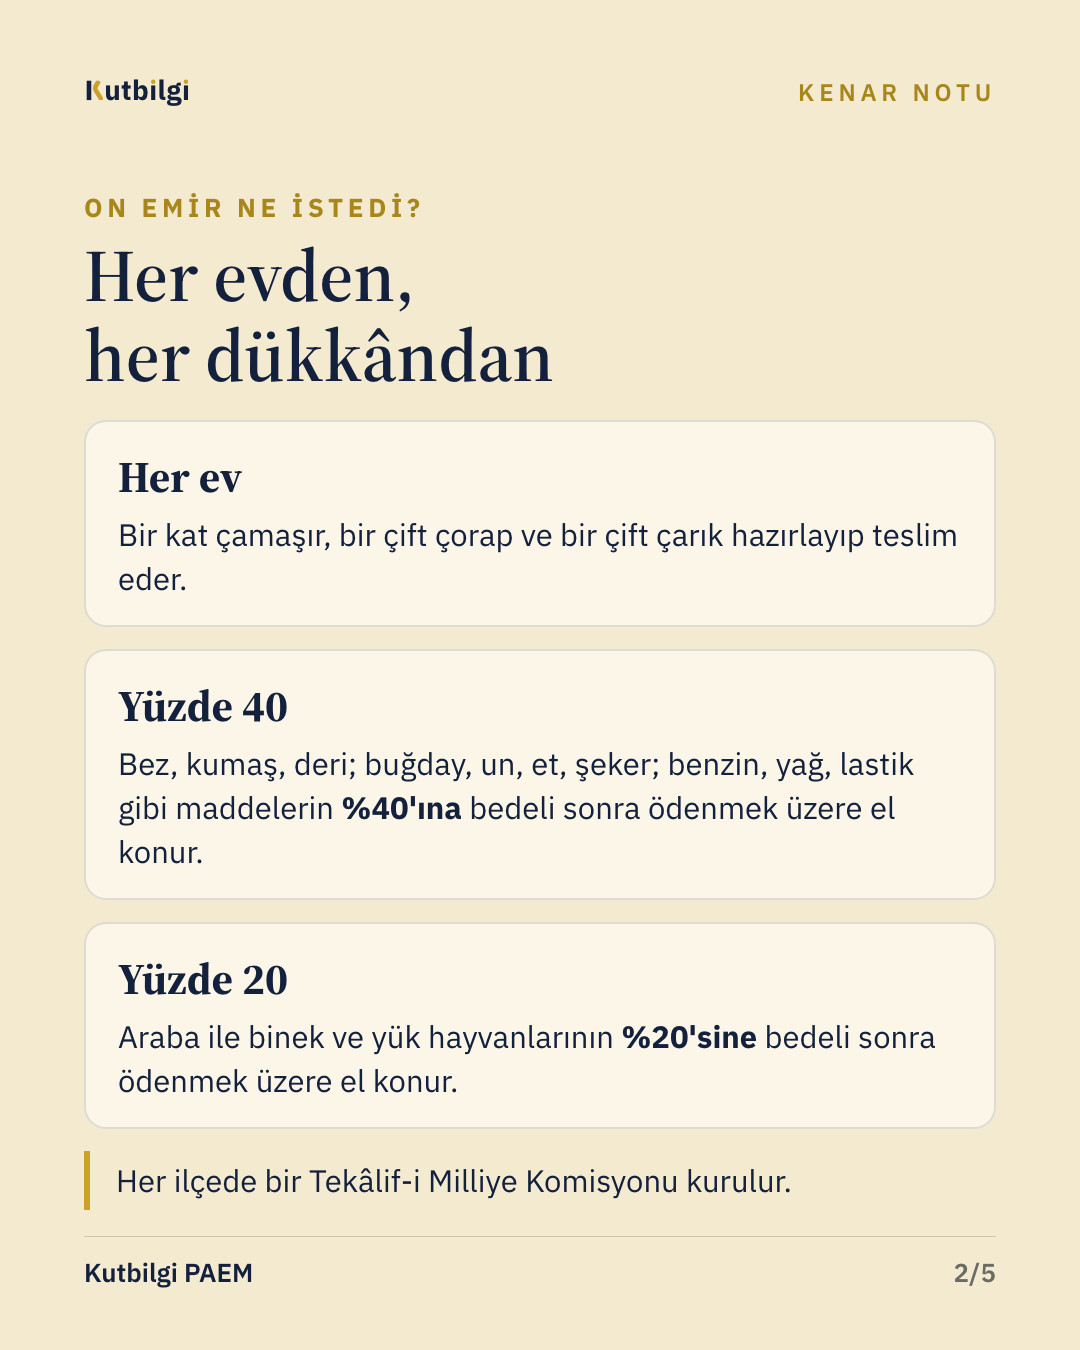 Kutbilgi
KENAR NOTU
ON EMİR NE İSTEDİ?
Her evden,
her dükkândan
Her ev
Bir kat çamaşır, bir çift çorap ve bir çift çarık hazırlayıp teslim
eder.
Yüzde 40
Bez, kumaş, deri; buğday, un, et, şeker; benzin, yağ, lastik
gibi maddelerin %40'ına bedeli sonra ödenmek üzere el
konur.
Yüzde 20
Araba ile binek ve yük hayvanlarının %20'sine bedeli sonra
ödenmek üzere el konur.
Her ilçede bir Tekâlif-i Milliye Komisyonu kurulur.
Kutbilgi PAEM
2/5